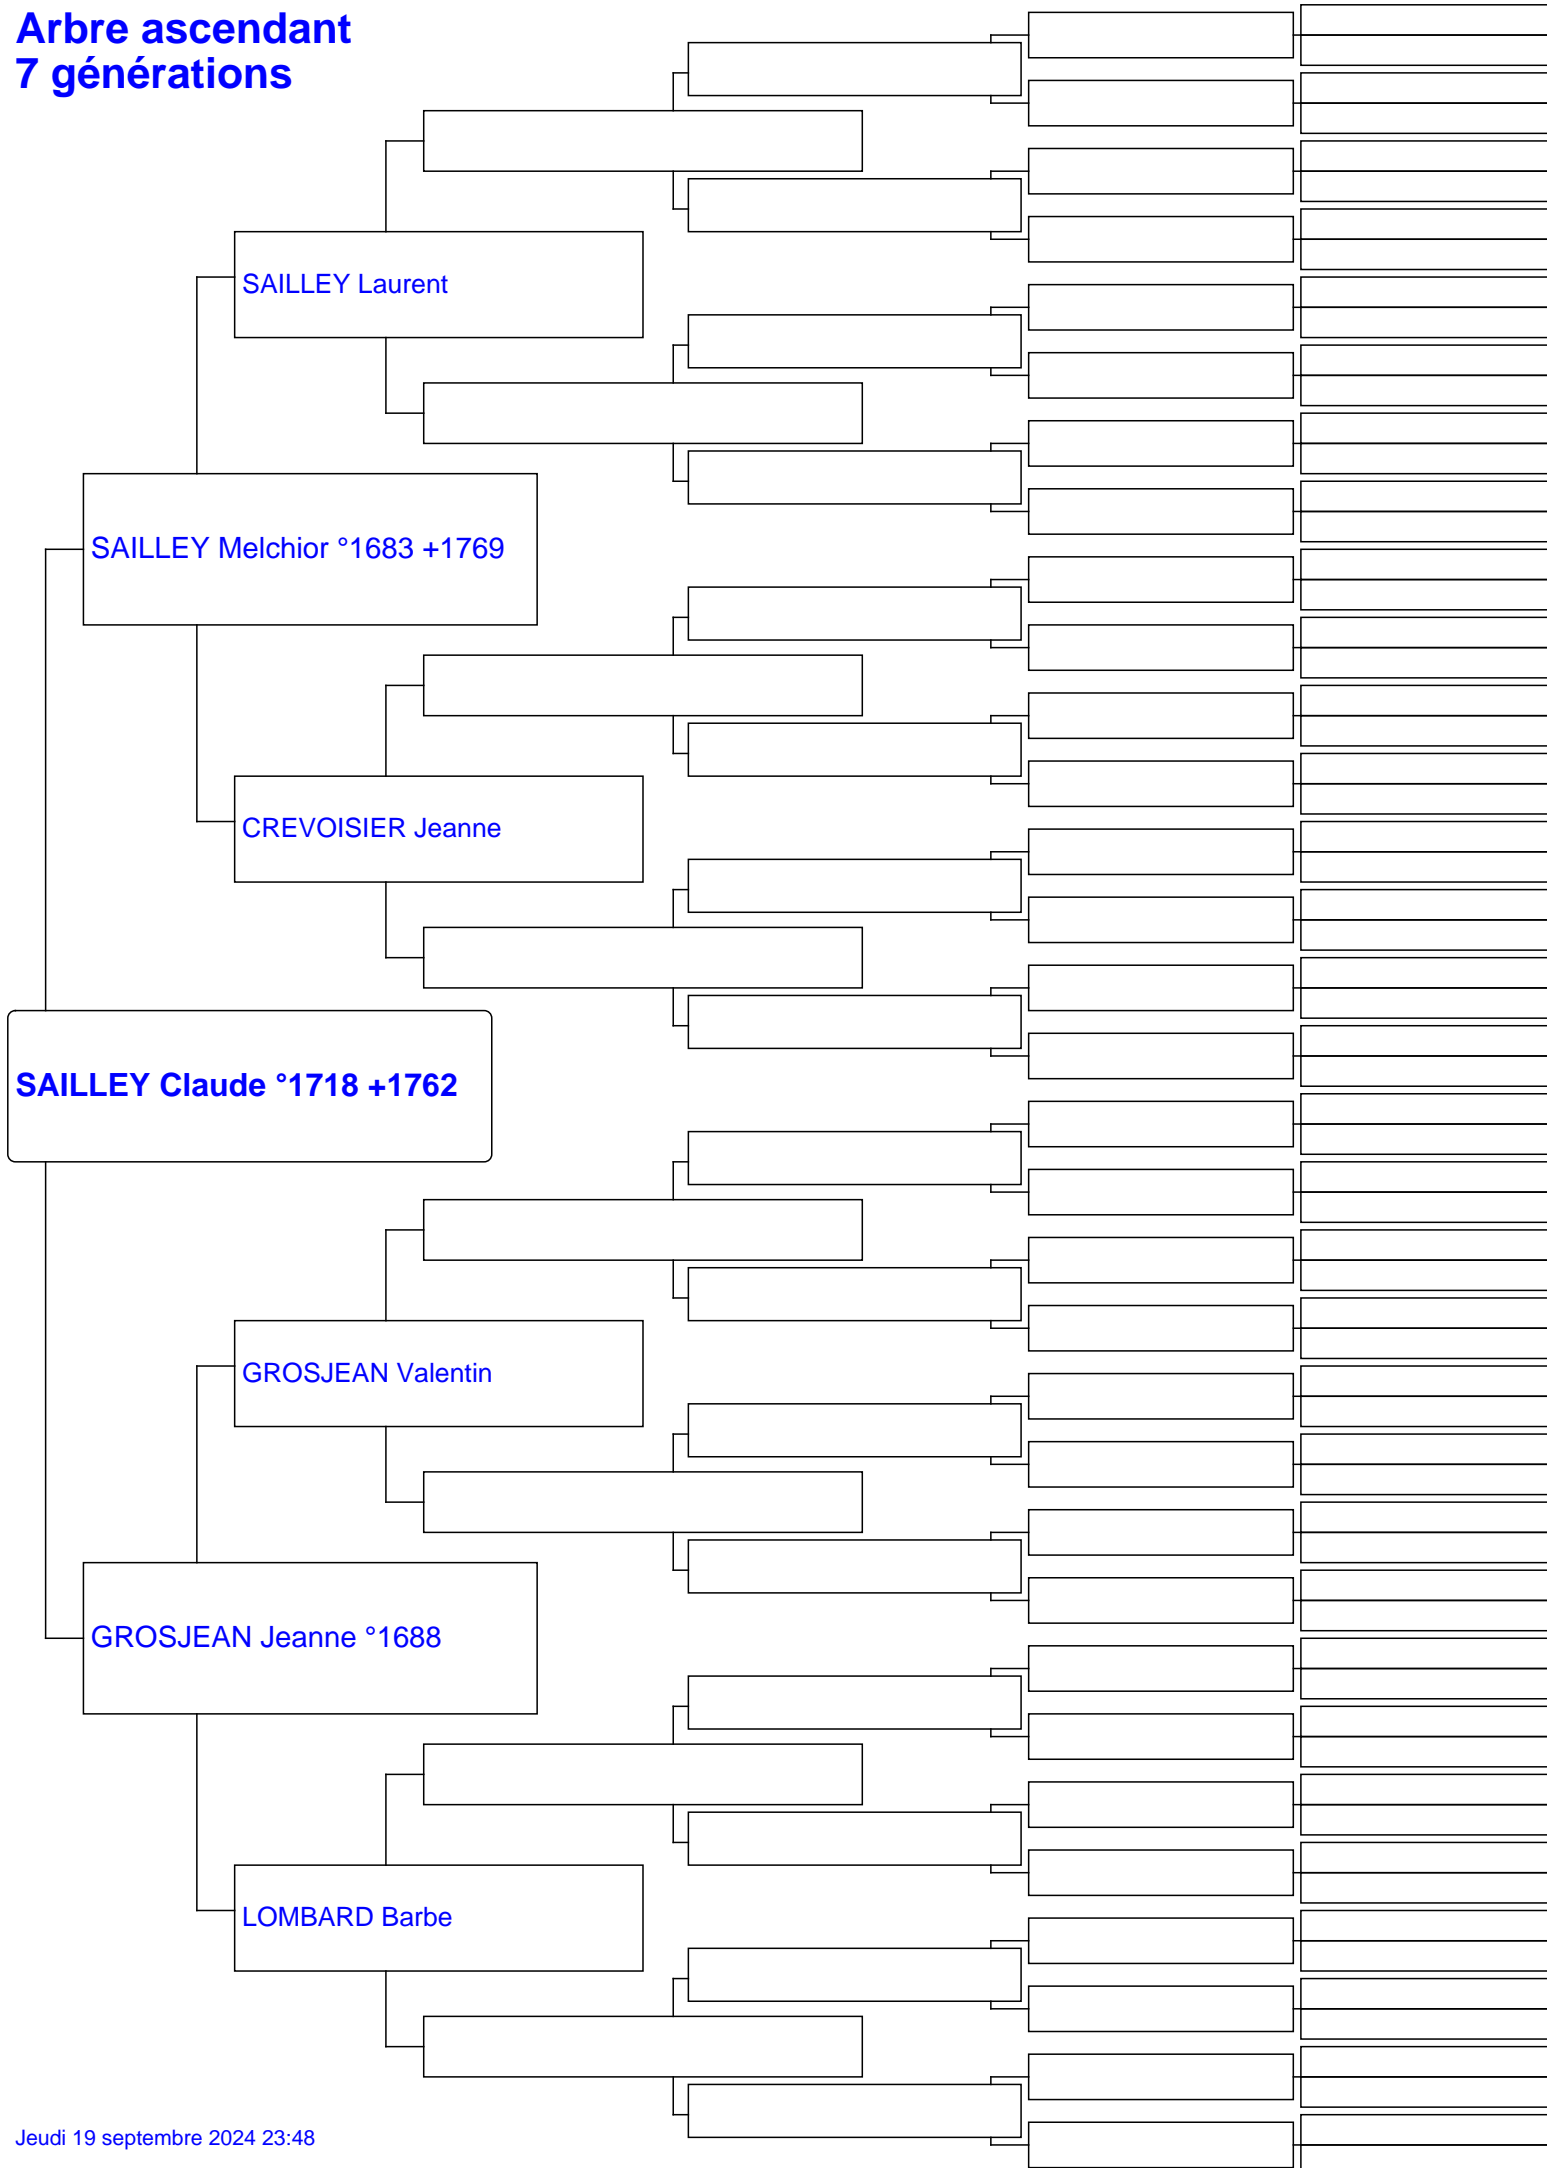 Arbre ascendant
7 générations
SAILLEY Laurent
SAILLEY Melchior °1683 +1769
CREVOISIER Jeanne
SAILLEY Claude °1718 +1762
GROSJEAN Valentin
GROSJEAN Jeanne °1688
LOMBARD Barbe
Jeudi 19 septembre 2024 23:48